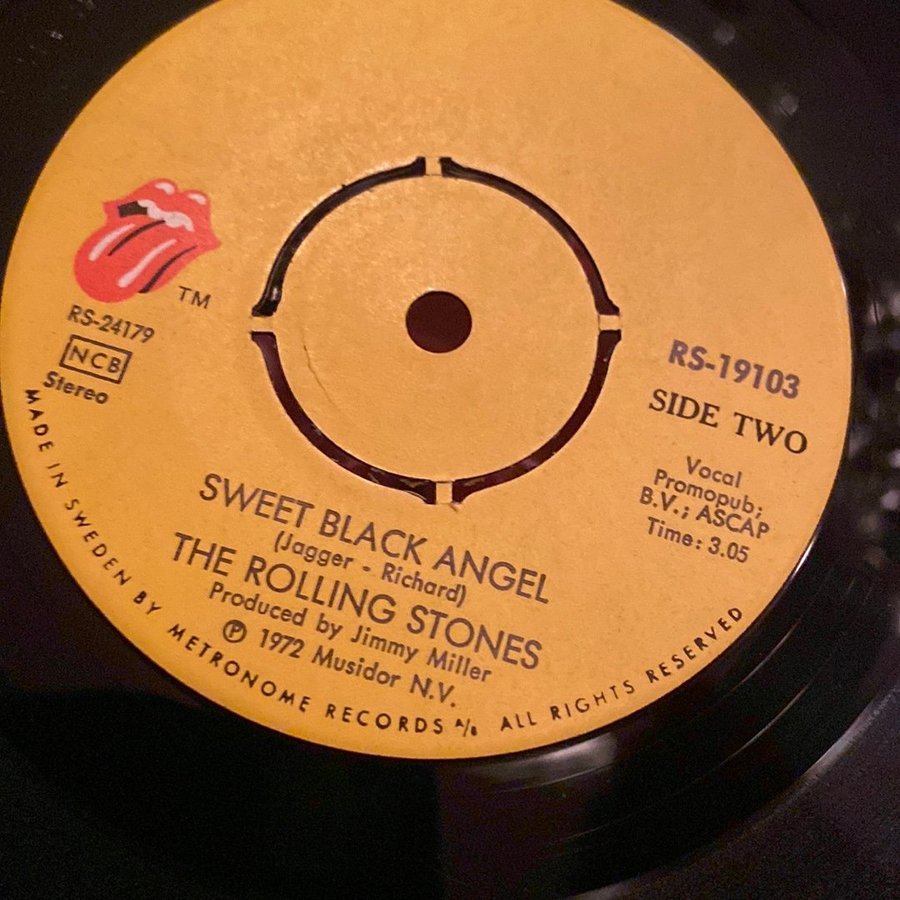 TM
RS-24179
NCB
Stereo
RS-19103
SIDE TWO
Vocal
Promopub;
B.V.; ASCAP
Time: 3.05
SWEET BLACK ANGEL
(Jagger - Richard)
THE ROLLING STONES
Produced by Jimmy Miller
Ⓟ 1972 Musidor N.V.
MADE IN SWEDEN BY METRONOME RECORDS A/B ALL RIGHTS RESERVED